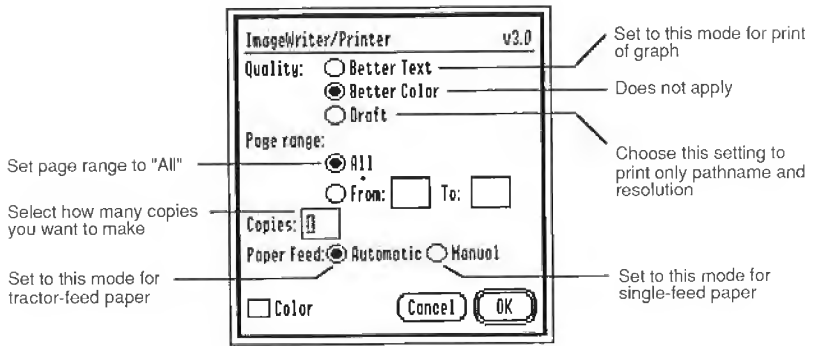 ImageWriter/Printer v3.0
Quality: Better Text
Better Color
Draft
Page range:
All
From: To:
Copies:
Paper Feed: Automatic Manual
Color Cancel OK
Set page range to "All"
Select how many copies
you want to make
Set to this mode for
tractor-feed paper
Set to this mode for print
of graph
Does not apply
Choose this setting to
print only pathname and
resolution
Set to this mode for
single-feed paper